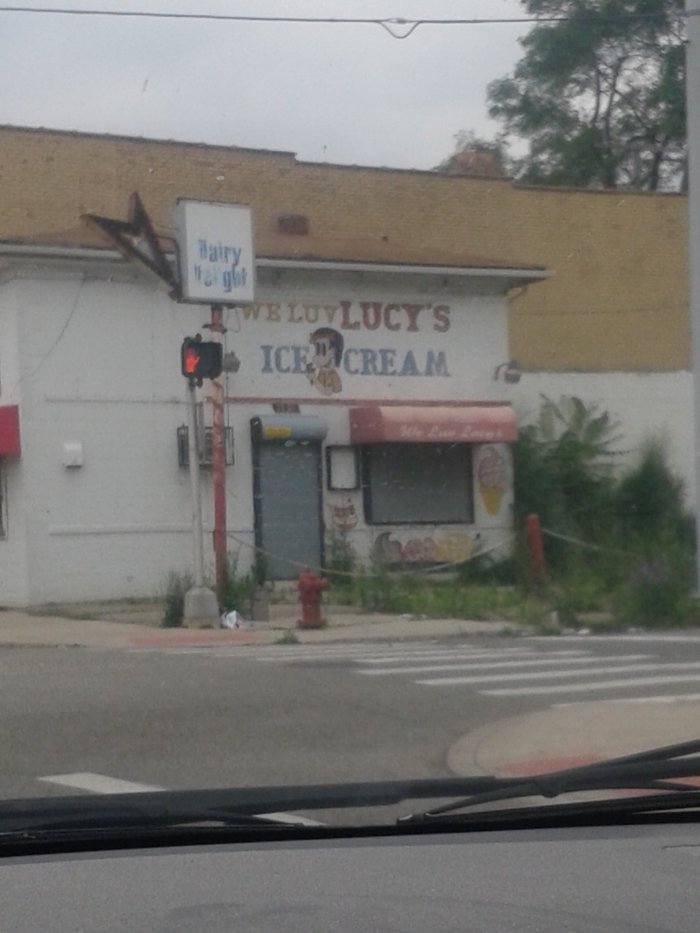 Dairy
Delight
WE LUV LUCY'S
ICE CREAM
We Luv Lucy's